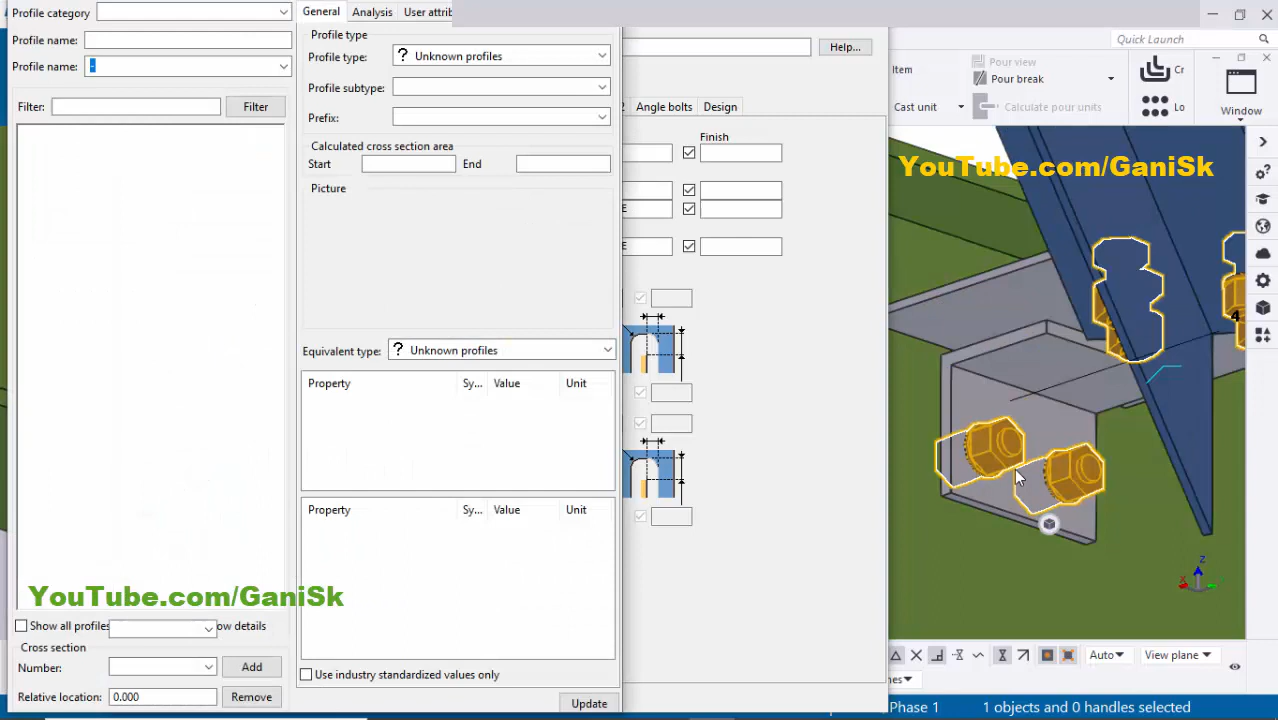 Profile category
General
Analysis
User attrib
Quick Launch
Profile name:
Profile type
Help...
Profile type:
? Unknown profiles
Item
Pour view
Pour break
Cr
Profile name:
-
Profile subtype:
Filter:
Filter
Prefix:
2
Angle bolts
Design
Cast unit
Calculate pour units
Lo
Window
Calculated cross section area
Finish
Start
End
YouTube.com/GaniSk
Picture
E
E
4
Equivalent type:
? Unknown profiles
Property
Sy...
Value
Unit
Property
Sy...
Value
Unit
Z
YouTube.com/GaniSk
Show all profiles
ow details
Cross section
Number:
Add
Auto
View plane
Use industry standardized values only
nes
Relative location:
0.000
Remove
Update
Phase 1
1 objects and 0 handles selected